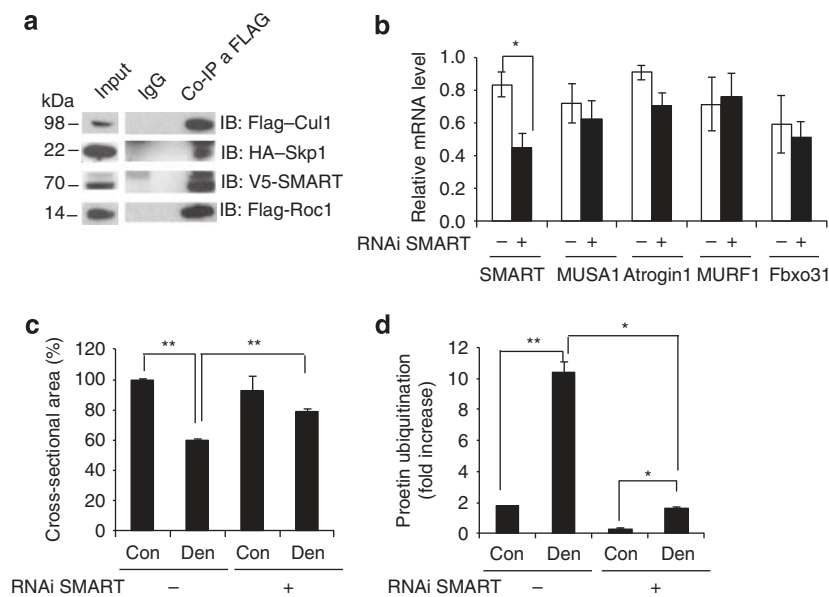 a
Input
IgG
Co-IP a FLAG
kDa
98
IB: Flag–Cul1
22
IB: HA–Skp1
70
IB: V5-SMART
14
IB: Flag-Roc1
b
Relative mRNA level
1.0
0.8
0.6
0.4
0.2
0.0
*
RNAi SMART
– + – + – + – + – +
SMART MUSA1 Atrogin1 MURF1 Fbxo31
c
Cross-sectional area (%)
120
100
80
60
40
20
0
** **
Con Den Con Den
RNAi SMART – +
d
Proetin ubiquitination
(fold increase)
12
10
8
6
4
2
0
** *
*
Con Den Con Den
RNAi SMART – +